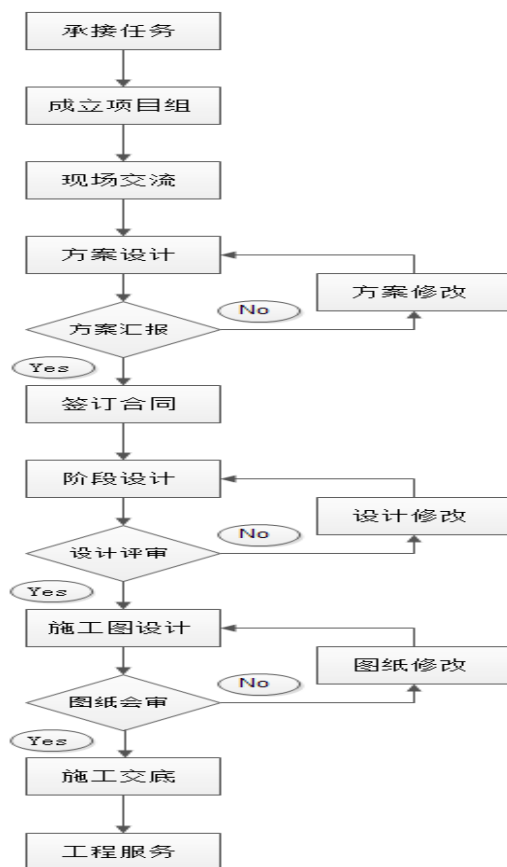 承接任务
成立项目组
现场交流
方案设计
方案修改
方案汇报
No
Yes
签订合同
阶段设计
设计修改
设计评审
No
Yes
施工图设计
图纸修改
图纸会审
No
Yes
施工交底
工程服务